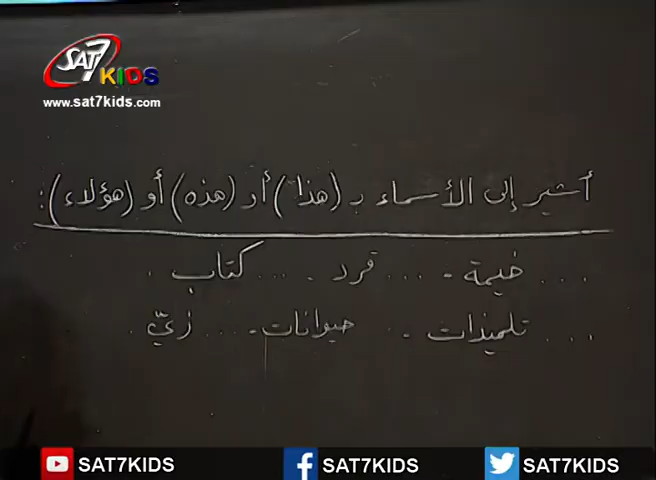 SAT7
KIDS
www.sat7kids.com
أشير إلى الأسماء بـ (هذا) أو (هذه) أو (هؤلاء):
... خيمة - ... قرد - ... كتاب .
... تلميذات - ... حيوانات - ... زيّ .
SAT7KIDS SAT7KIDS SAT7KIDS